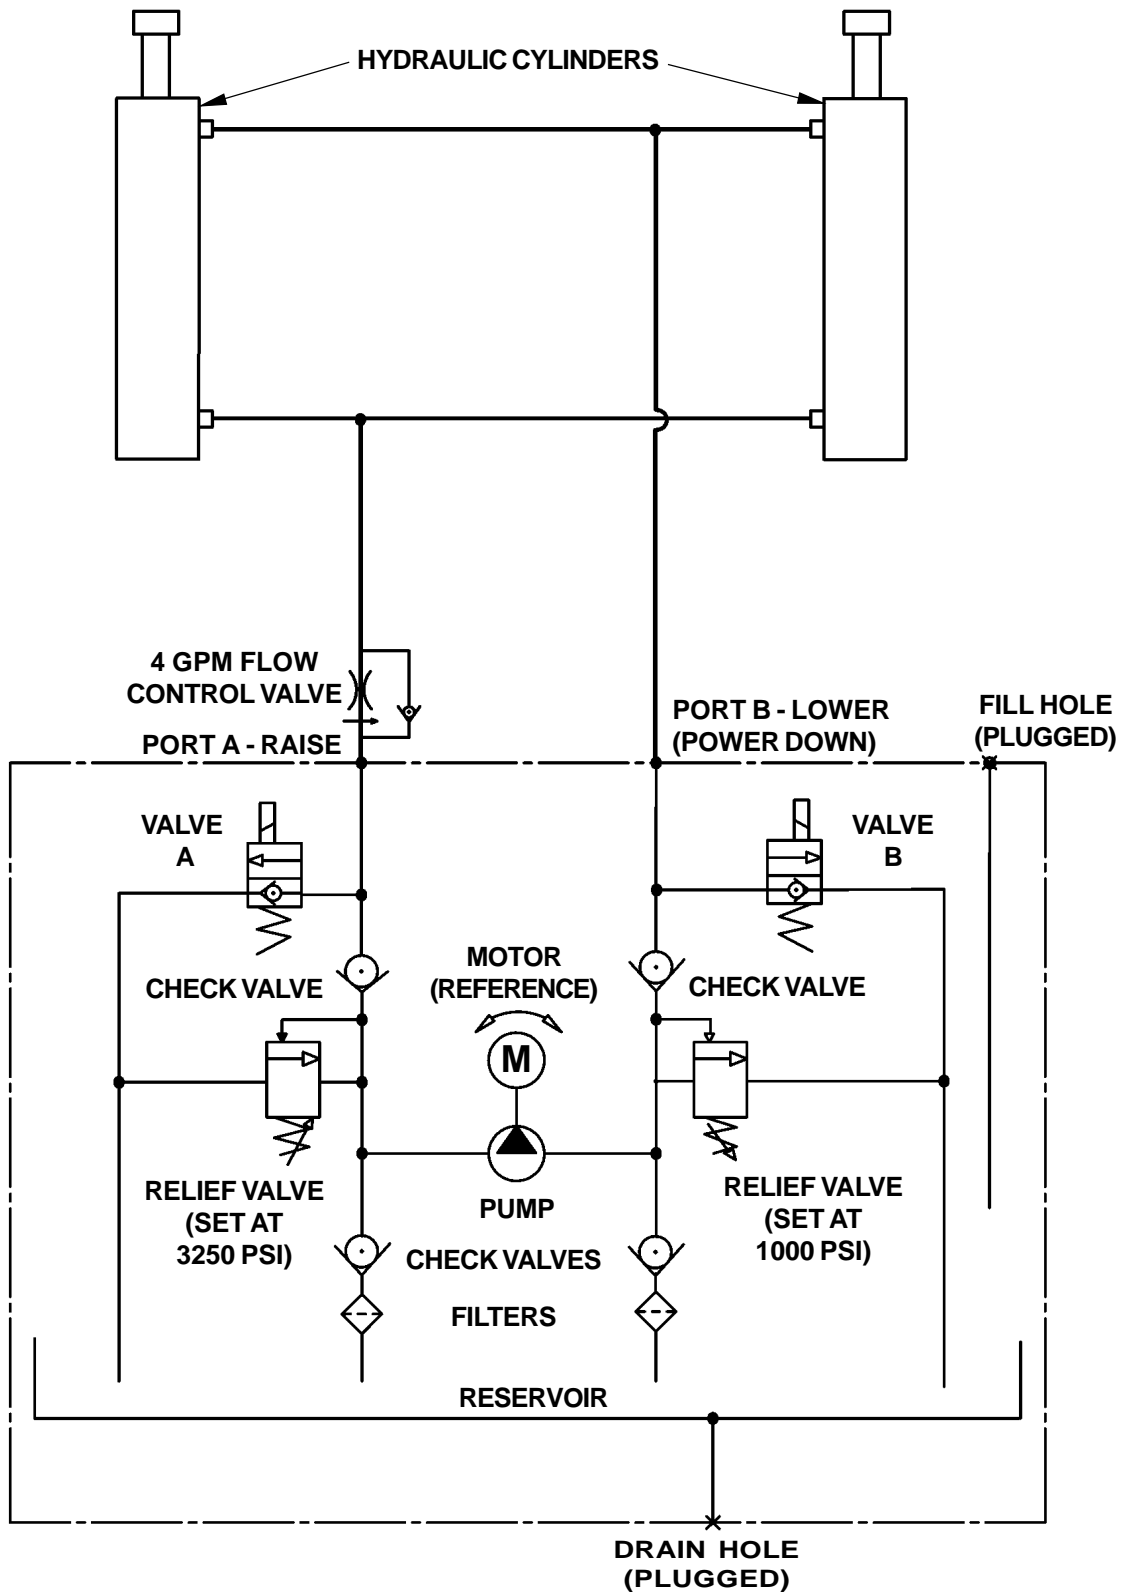 HYDRAULIC CYLINDERS
4 GPM FLOW
CONTROL VALVE
PORT A - RAISE
PORT B - LOWER
(POWER DOWN)
FILL HOLE
(PLUGGED)
VALVE
A
VALVE
B
CHECK VALVE
MOTOR
(REFERENCE)
CHECK VALVE
M
RELIEF VALVE
(SET AT
3250 PSI)
PUMP
RELIEF VALVE
(SET AT
1000 PSI)
CHECK VALVES
FILTERS
RESERVOIR
DRAIN HOLE
(PLUGGED)